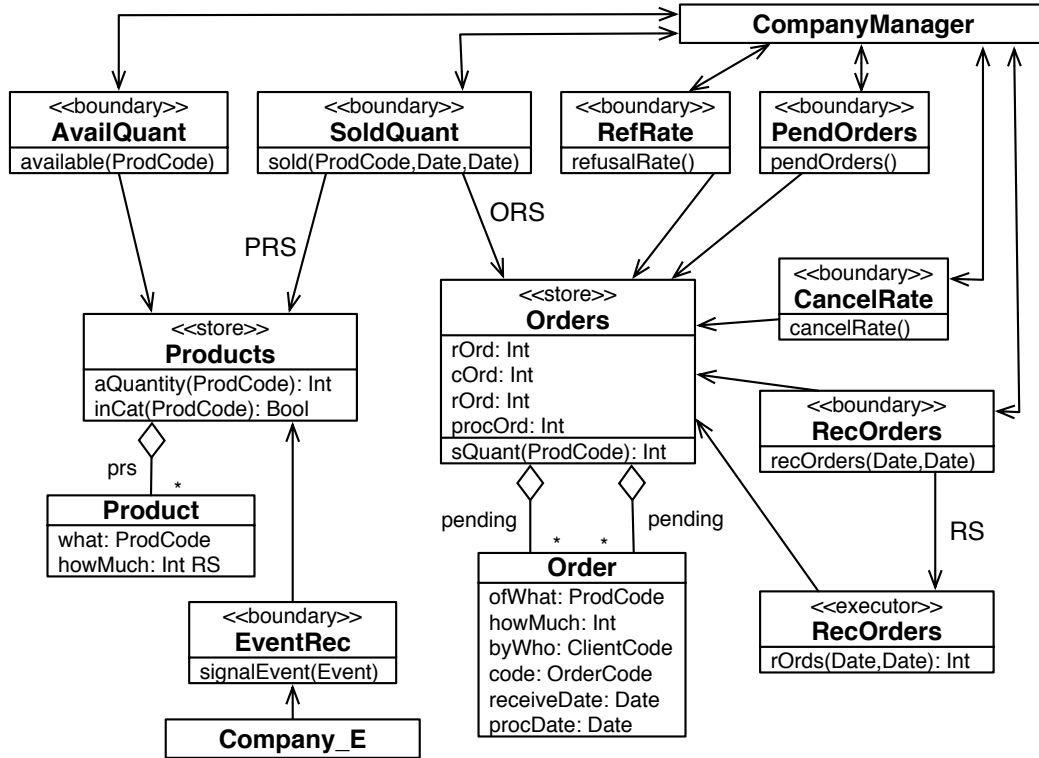 CompanyManager
<<boundary>>
AvailQuant
available(ProdCode)
<<boundary>>
SoldQuant
sold(ProdCode,Date,Date)
<<boundary>>
RefRate
refusalRate()
<<boundary>>
PendOrders
pendOrders()
PRS
ORS
<<boundary>>
CancelRate
cancelRate()
<<store>>
Products
aQuantity(ProdCode): Int
inCat(ProdCode): Bool
<<store>>
Orders
rOrd: Int
cOrd: Int
rOrd: Int
procOrd: Int
sQuant(ProdCode): Int
<<boundary>>
RecOrders
recOrders(Date,Date)
prs
*
Product
what: ProdCode
howMuch: Int RS
pending
*
pending
*
RS
Order
ofWhat: ProdCode
howMuch: Int
byWho: ClientCode
code: OrderCode
receiveDate: Date
procDate: Date
<<executor>>
RecOrders
rOrds(Date,Date): Int
<<boundary>>
EventRec
signalEvent(Event)
Company_E